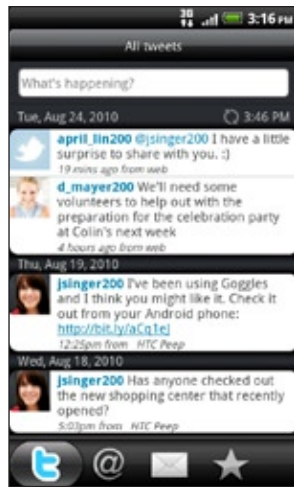 3G 3:16 PM
All tweets
What's happening?
Tue, Aug 24, 2010 3:46 PM
april_lin200 @jsinger200 I have a little
surprise to share with you. :)
19 mins ago from web
d_mayer200 We'll need some
volunteers to help out with the
preparation for the celebration party
at Colin's next week
4 hours ago from web
Thu, Aug 19, 2010
jsinger200 I've been using Goggles
and I think you might like it. Check it
out from your Android phone:
http://bit.ly/aCq1eJ
12:25pm from HTC Peep
Wed, Aug 18, 2010
jsinger200 Has anyone checked out
the new shopping center that recently
opened?
5:03pm from HTC Peep
@